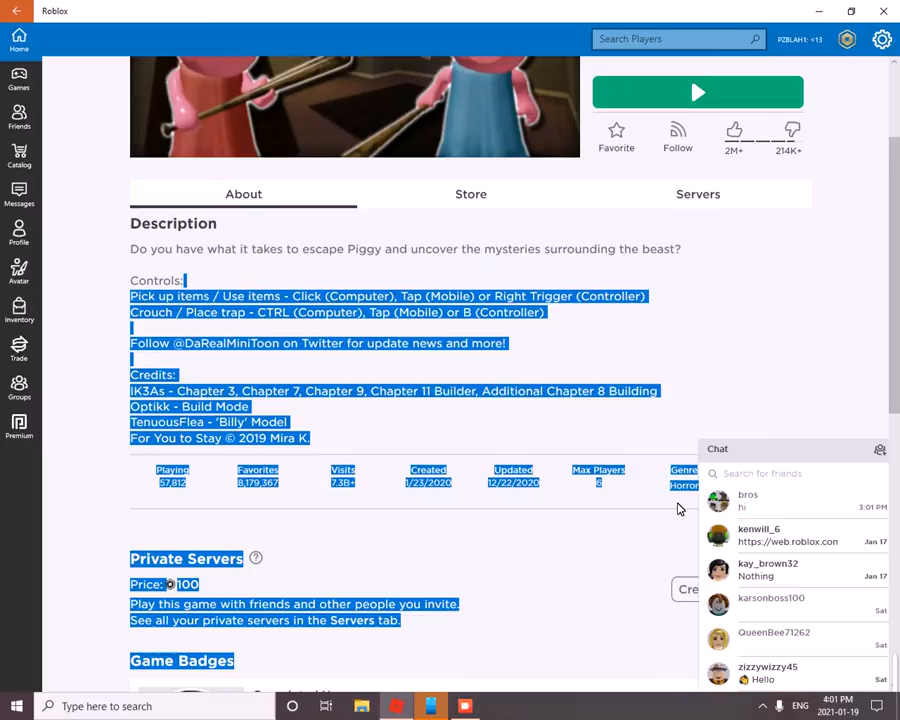 Roblox
Home
Games
Friends
Catalog
Messages
Profile
Avatar
Inventory
Trade
Groups
Premium
Search Players
PZBLAH1: <13
Favorite
Follow
2M+
214K+
About
Store
Servers
Description
Do you have what it takes to escape Piggy and uncover the mysteries surrounding the beast?
Controls:
Pick up items / Use items - Click (Computer), Tap (Mobile) or Right Trigger (Controller)
Crouch / Place trap - CTRL (Computer), Tap (Mobile) or B (Controller)
Follow @DaRealMiniToon on Twitter for update news and more!
Credits:
IK3As - Chapter 3, Chapter 7, Chapter 9, Chapter 11 Builder, Additional Chapter 8 Building
Optikk - Build Mode
TenuousFlea - 'Billy' Model
For You to Stay © 2019 Mira K.
Playing Favorites Visits Created Updated Max Players Genre
57,812 8,179,367 7.3B+ 1/23/2020 12/22/2020 6 Horror
Private Servers ?
Price: 100
Cre
Play this game with friends and other people you invite.
See all your private servers in the Servers tab.
Game Badges
Chat
Search for friends
bros
hi 3:01 PM
kenwill_6
https://web.roblox.com Jan 17
kay_brown32
Nothing Jan 17
karsonboss100
Sat
QueenBee71262
Sat
zizzywizzy45
👋 Hello Sat
Type here to search
ENG
4:01 PM
2021-01-19